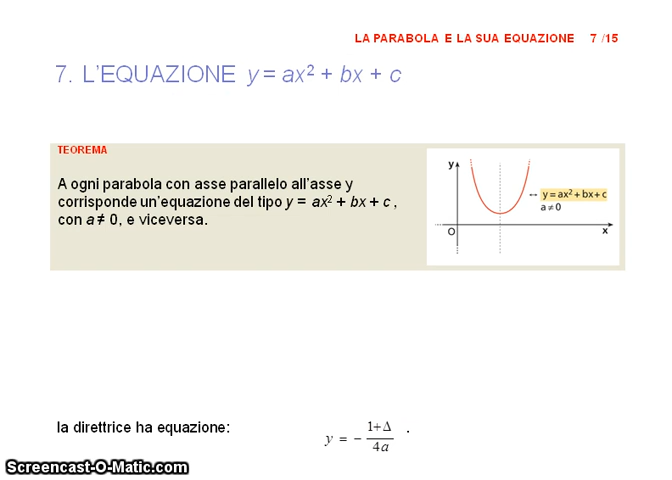 LA PARABOLA E LA SUA EQUAZIONE 7 /15
7. L'EQUAZIONE y = ax² + bx + c
TEOREMA
A ogni parabola con asse parallelo all'asse y
corrisponde un'equazione del tipo y = ax² + bx + c ,
con a ≠ 0, e viceversa.
y
y = ax² + bx + c
a ≠ 0
O
x
la direttrice ha equazione: y = − (1+Δ)/(4a) .
Screencast-O-Matic.com